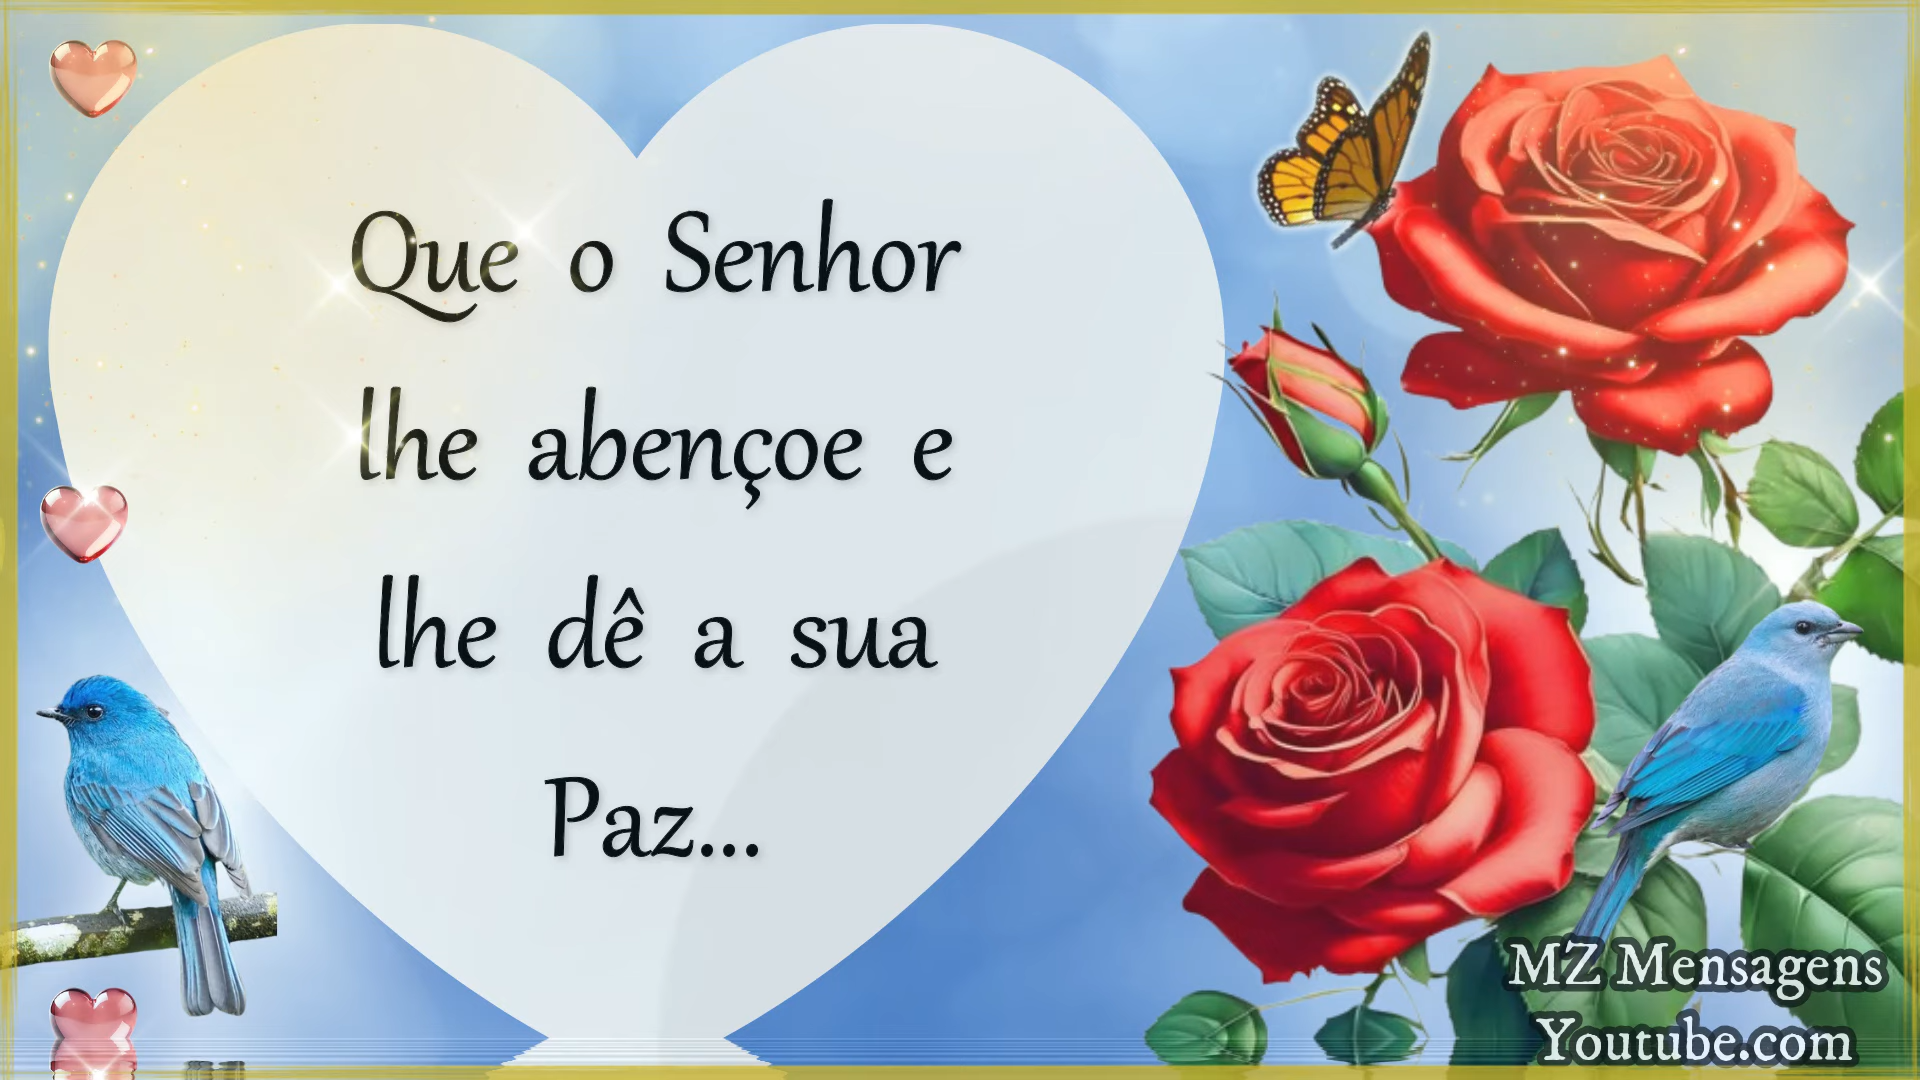 Que o Senhor
lhe abençoe e
lhe dê a sua
Paz...
MZ Mensagens
Youtube.com